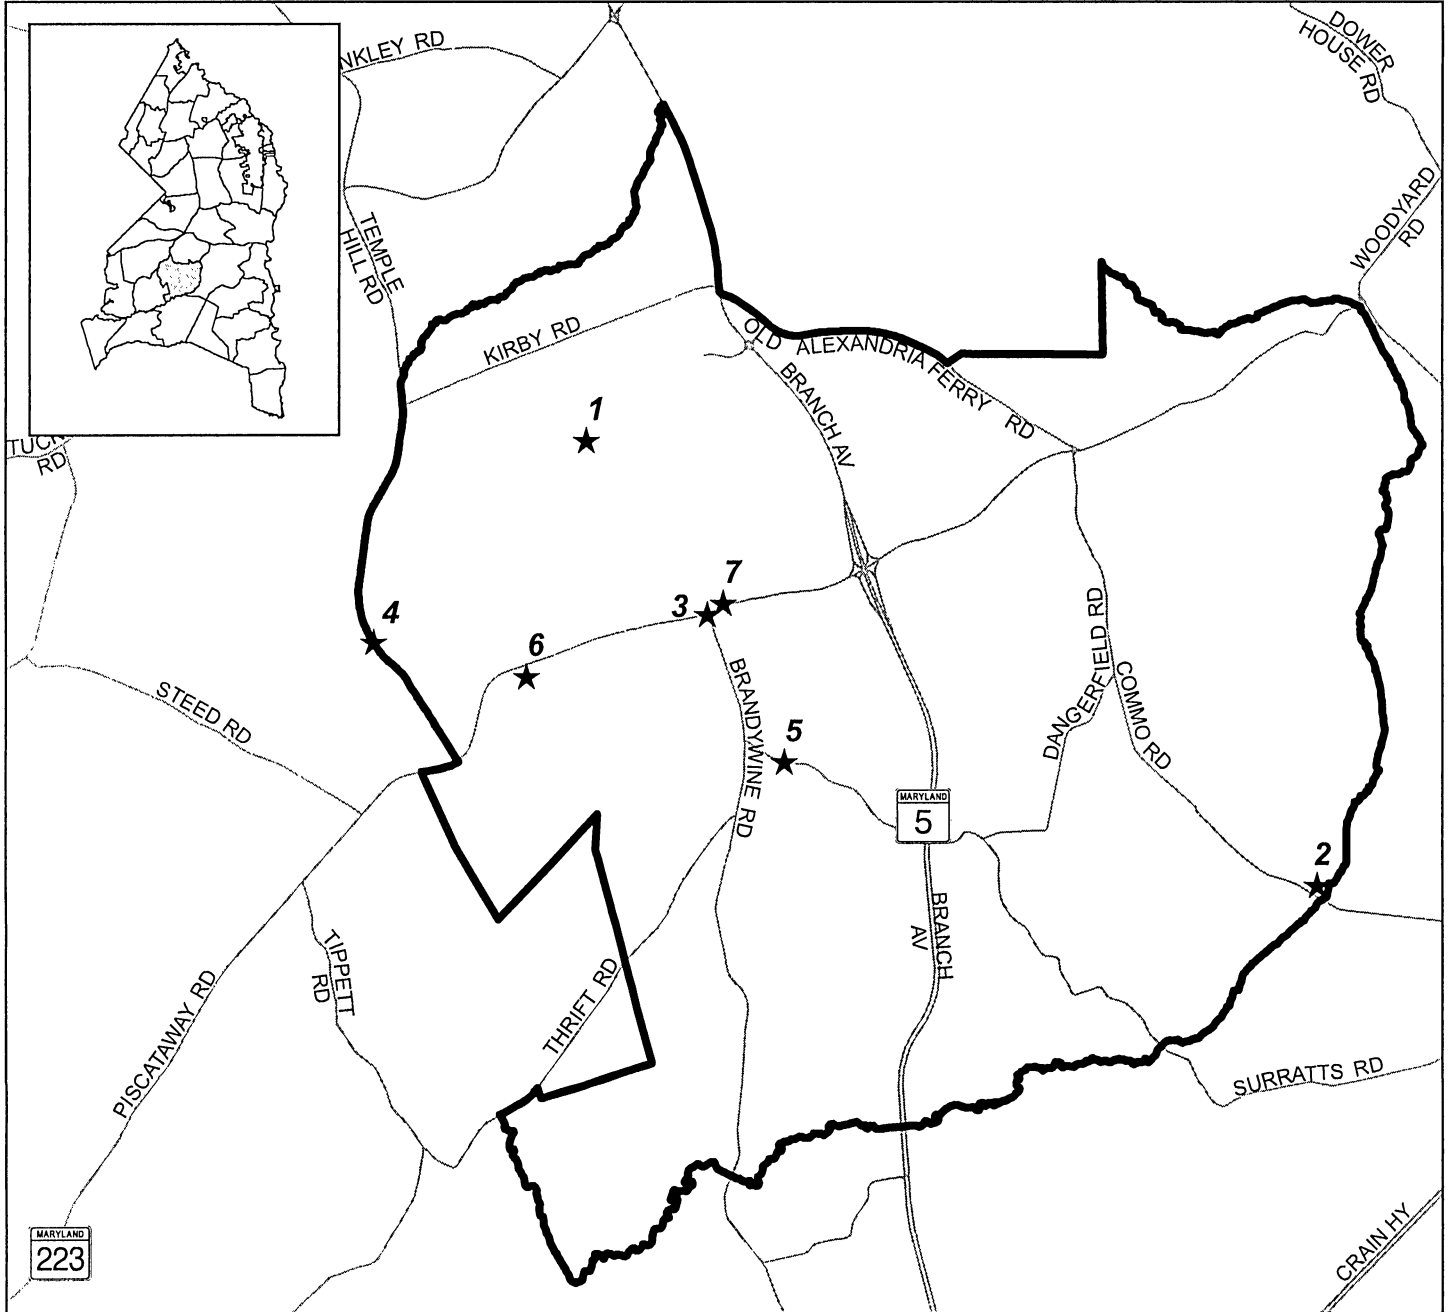 NKLEY RD
DOWER
HOUSE RD
WOODYARD
RD
TEMPLE
HILL RD
KIRBY RD
OLD ALEXANDRIA FERRY RD
BRANCH AV
1
TUCK
RD
7
3
4
6
DANGERFIELD RD
COMMO RD
BRANDYWINE RD
STEED RD
5
MARYLAND
5
2
BRANCH
AV
TIPPETT
RD
THRIFT RD
PISCATAWAY RD
SURRATTS RD
MARYLAND
223
CRAIN HY